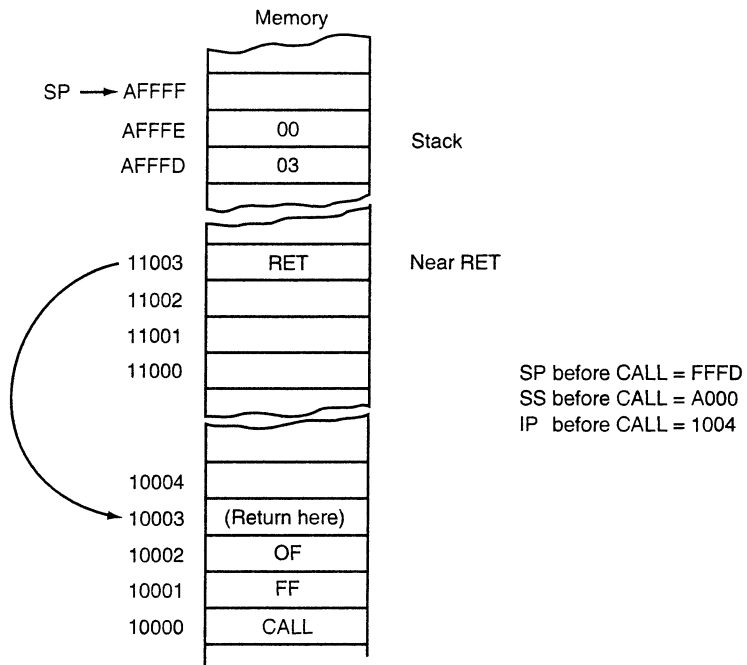 Memory
SP AFFFF
AFFFE 00
Stack
AFFFD 03
11003 RET Near RET
11002
11001
11000
SP before CALL = FFFD
SS before CALL = A000
IP before CALL = 1004
10004
10003 (Return here)
10002 OF
10001 FF
10000 CALL